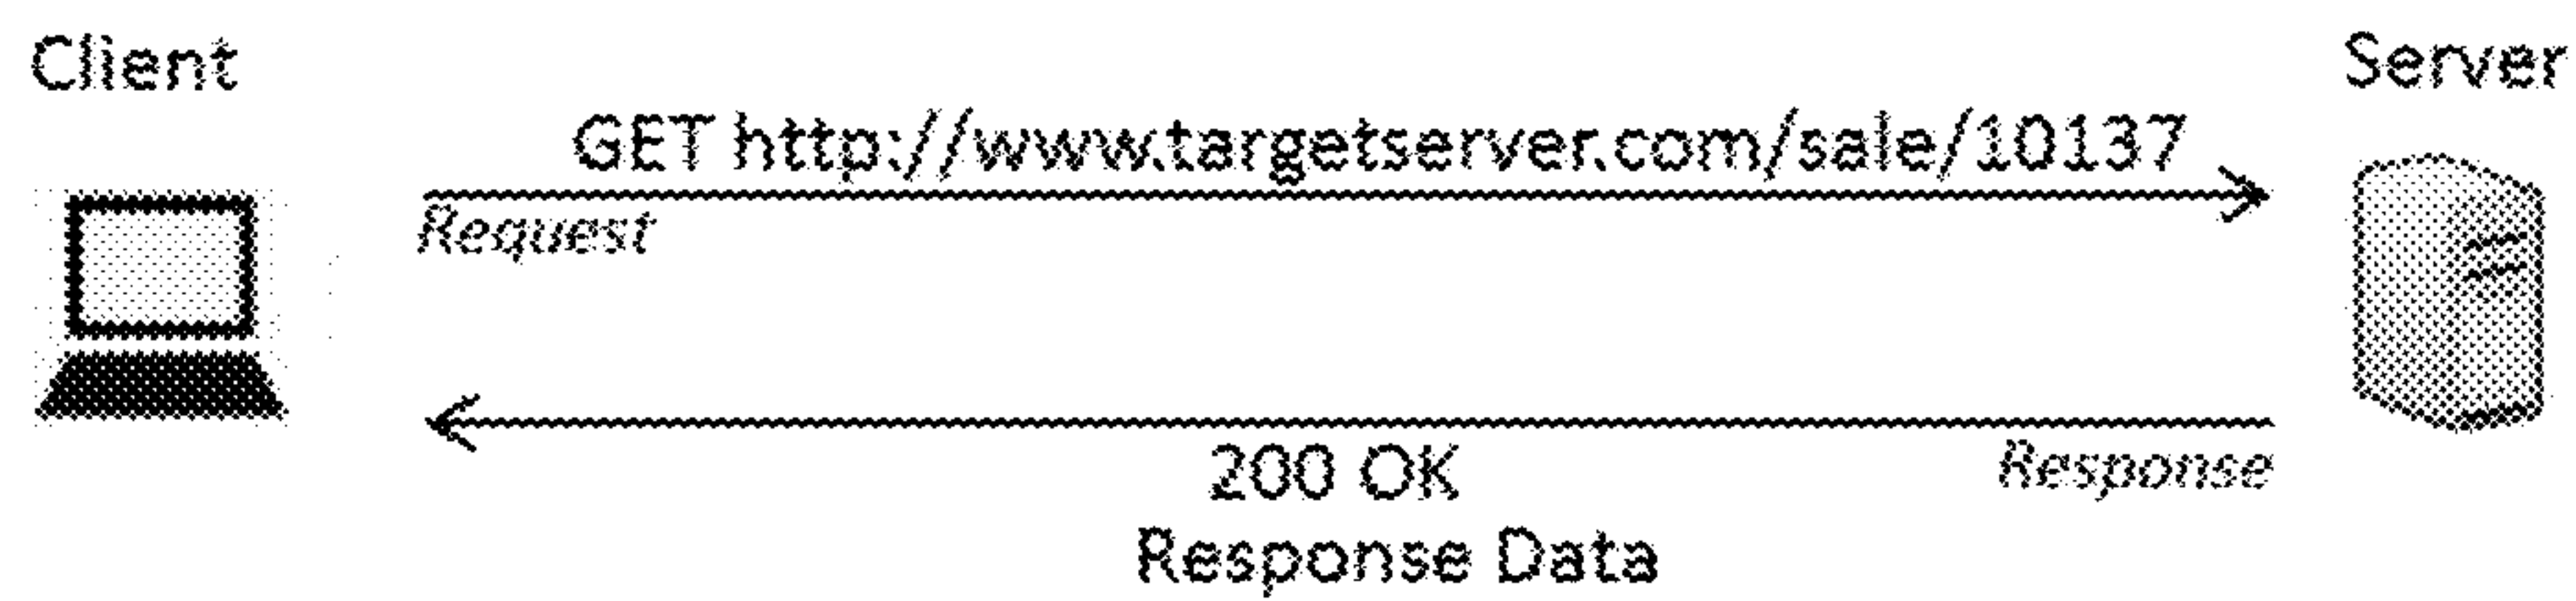 Client
Server
GET http://www.targetserver.com/sale/10137
Request
200 OK
Response
Response Data